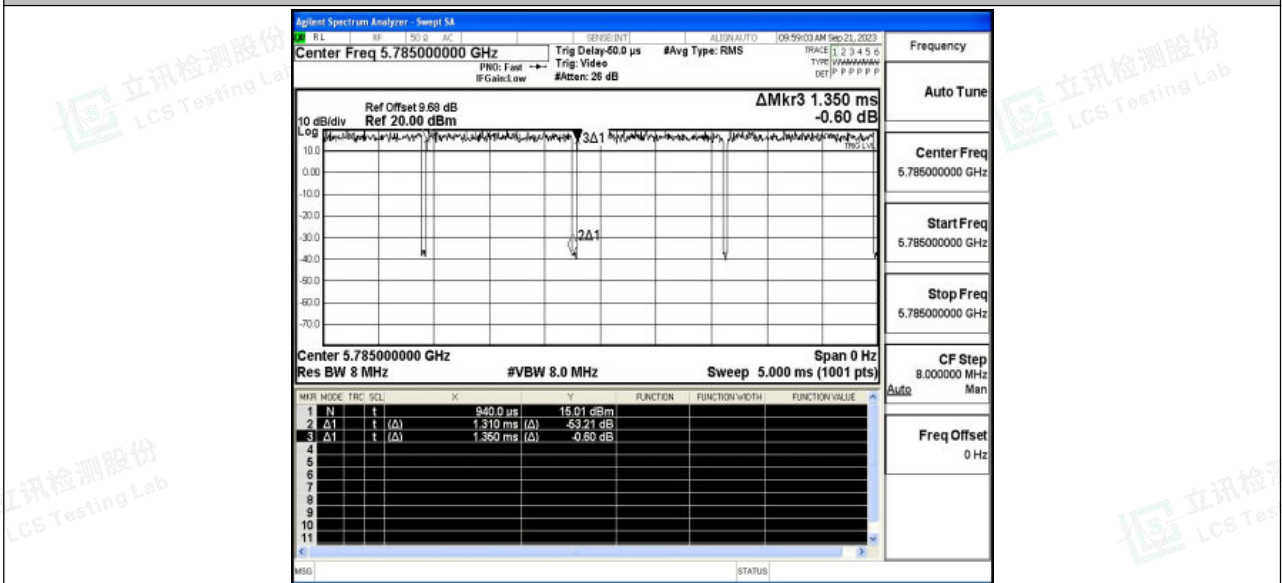 Agilent Spectrum Analyzer - Swept SA
RL RF 50 Ω AC SENSE:INT ALIGN AUTO 09:59:03 AM Sep 21, 2023
Center Freq 5.785000000 GHz
PNO: Fast
IFGain:Low
Trig Delay-50.0 µs
Trig: Video
#Atten: 26 dB
#Avg Type: RMS
TRACE 1 2 3 4 5 6
TYPE
DET P P P P P P
Frequency
Auto Tune
ΔMkr3 1.350 ms
-0.60 dB
Ref Offset 9.68 dB
10 dB/div Ref 20.00 dBm
Log
3Δ1
TRIG LVL
10.0
0.00
-10.0
-20.0
-30.0
2Δ1
-40.0
-50.0
-60.0
-70.0
Center 5.785000000 GHz Span 0 Hz
Res BW 8 MHz #VBW 8.0 MHz Sweep 5.000 ms (1001 pts)
Center Freq
5.785000000 GHz
Start Freq
5.785000000 GHz
Stop Freq
5.785000000 GHz
CF Step
8.000000 MHz
Auto Man
Freq Offset
0 Hz
MKR MODE TRC SCL X Y FUNCTION FUNCTION WIDTH FUNCTION VALUE
1 N t 940.0 µs 15.01 dBm
2 Δ1 t (Δ) 1.310 ms (Δ) -53.21 dB
3 Δ1 t (Δ) 1.350 ms (Δ) -0.60 dB
4
5
6
7
8
9
10
11
MSG STATUS
立讯检测股份
LCS Testing Lab
立讯检测股份
LCS Testing Lab
立讯检测股份
LCS Testing Lab
立讯检
LCS Tes